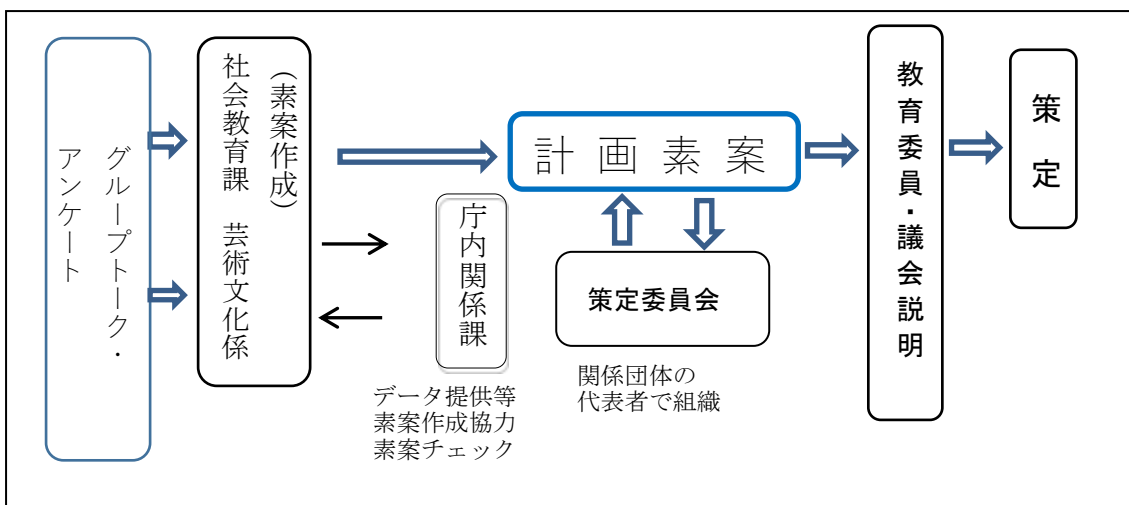 グループトーク・
アンケート
(素案作成)
社会教育課 芸術文化係
計画素案
庁内関係課
データ提供等
素案作成協力
素案チェック
策定委員会
関係団体の
代表者で組織
教育委員・議会説明
策定